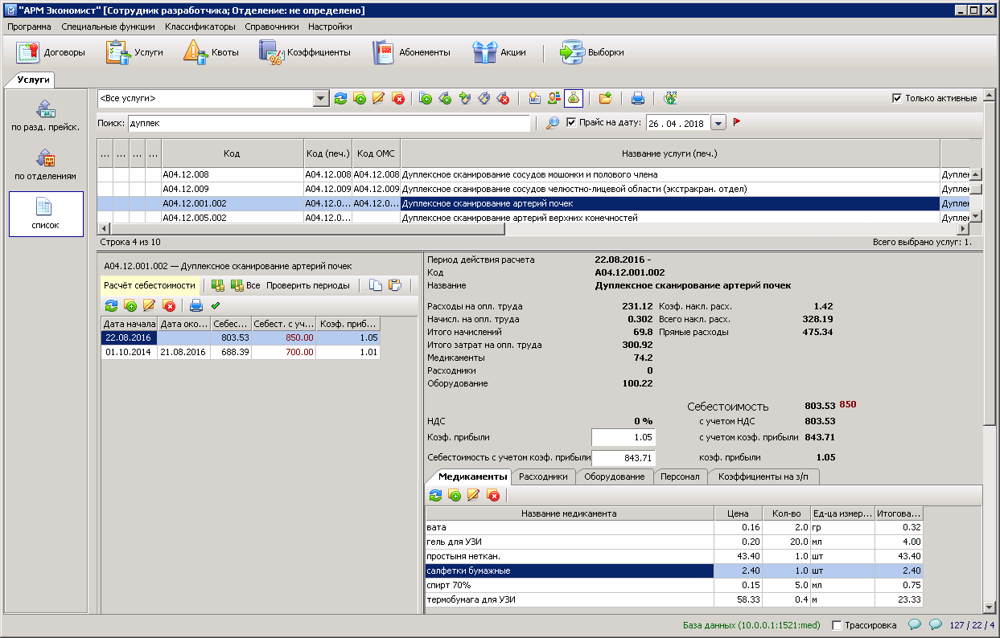 "АРМ Экономист" [Сотрудник разработчика; Отделение: не определено]
Программа Специальные функции Классификаторы Справочники Настройки
Договоры Услуги Квоты Коэффициенты Абонементы Акции Выборки
Услуги
<Все услуги> Только активные
по разд. прейск.
по отделениям
список
Поиск: дуплек Прайс на дату: 26 . 04 . 2018
... ... ... ... Код Код (печ.) Код ОМС Название услуги (печ.)
A04.12.008 A04.12.008 A04.12.008 Дуплексное сканирование сосудов мошонки и полового члена Дуплек
A04.12.009 A04.12.009 A04.12.009 Дуплексное сканирование сосудов челюстно-лицевой области (экстракран. отдел) Дуплек
A04.12.001.002 A04.12.0... A04.12.0... Дуплексное сканирование артерий почек Дуплек
A04.12.005.002 A04.12.0... Дуплексное сканирование артерий верхних конечностей Дуплек
Строка 4 из 10 Всего выбрано услуг: 1.
A04.12.001.002 — Дуплексное сканирование артерий почек
Расчёт себестоимости Все Проверить периоды
Дата начала Дата око... Себес... Себест. с уч... Коэф. приб...
22.08.2016 803.53 850.00 1.05
01.10.2014 21.08.2016 688.39 700.00 1.01
Период действия расчета 22.08.2016 -
Код A04.12.001.002
Название Дуплексное сканирование артерий почек
Расходы на опл. труда 231.12 Коэф. накл. расх. 1.42
Начисл. на опл. труда 0.302 Всего накл. расх. 328.19
Итого начислений 69.8 Прямые расходы 475.34
Итого затрат на опл. труда 300.92
Медикаменты 74.2
Расходники 0
Оборудование 100.22
Себестоимость 803.53 850
НДС 0 % с учетом НДС 803.53
Коэф. прибыли 1.05 с учетом коэф. прибыли 843.71
Себестоимость с учетом коэф. прибыли 843.71 коэф. прибыли 1.05
Медикаменты Расходники Оборудование Персонал Коэффициенты на з/п
Название медикамента Цена Кол-во Ед-ца измер... Итогова...
вата 0.16 2.0 гр 0.32
гель для УЗИ 0.20 20.0 мл 4.00
простыня неткан. 43.40 1.0 шт 43.40
салфетки бумажные 2.40 1.0 шт 2.40
спирт 70% 0.15 5.0 мл 0.75
термобумага для УЗИ 58.33 0.4 м 23.33
База данных (10.0.0.1:1521:med) Трассировка 127 / 22 / 4